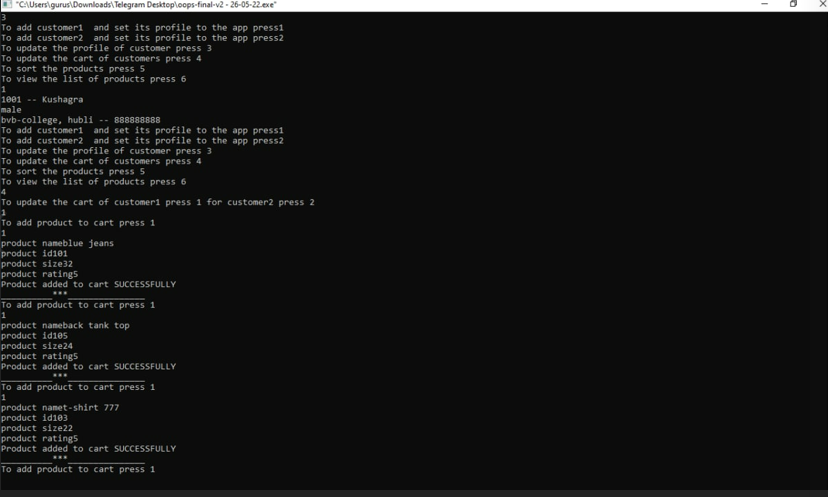 "C:\Users\gurus\Downloads\Telegram Desktop\oops-final-v2 - 26-05-22.exe"
3
To add customer1  and set its profile to the app press1
To add customer2  and set its profile to the app press2
To update the profile of customer press 3
To update the cart of customers press 4
To sort the products press 5
To view the list of products press 6
1
1001 -- Kushagra
male
bvb-college, hubli -- 888888888
To add customer1  and set its profile to the app press1
To add customer2  and set its profile to the app press2
To update the profile of customer press 3
To update the cart of customers press 4
To sort the products press 5
To view the list of products press 6
4
To update the cart of customer1 press 1 for customer2 press 2
1
To add product to cart press 1
1
product nameblue jeans
product id101
product size32
product rating5
Product added to cart SUCCESSFULLY
__________***_______________
To add product to cart press 1
1
product nameback tank top
product id105
product size24
product rating5
Product added to cart SUCCESSFULLY
__________***_______________
To add product to cart press 1
1
product namet-shirt 777
product id103
product size22
product rating5
Product added to cart SUCCESSFULLY
__________***_______________
To add product to cart press 1